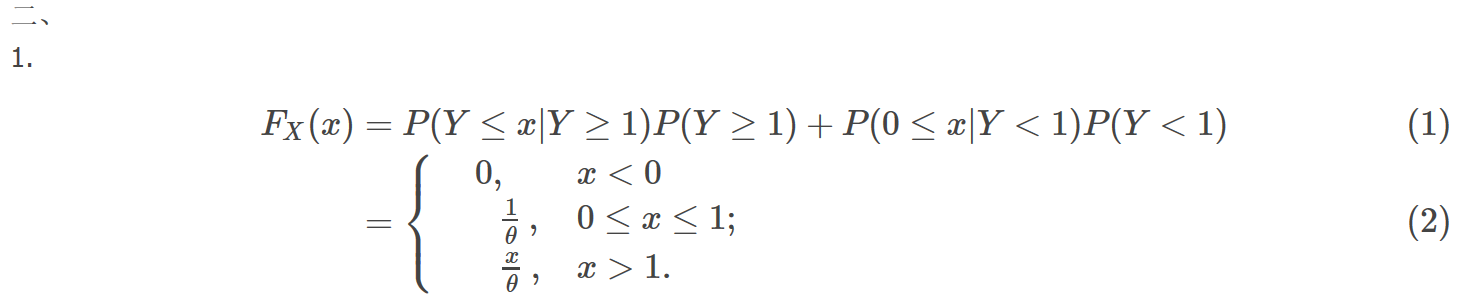 二、
1.
F_X(x) = P(Y ≤ x|Y ≥ 1)P(Y ≥ 1) + P(0 ≤ x|Y < 1)P(Y < 1) (1)
= { 0, x < 0
1/θ, 0 ≤ x ≤ 1; (2)
x/θ, x > 1.